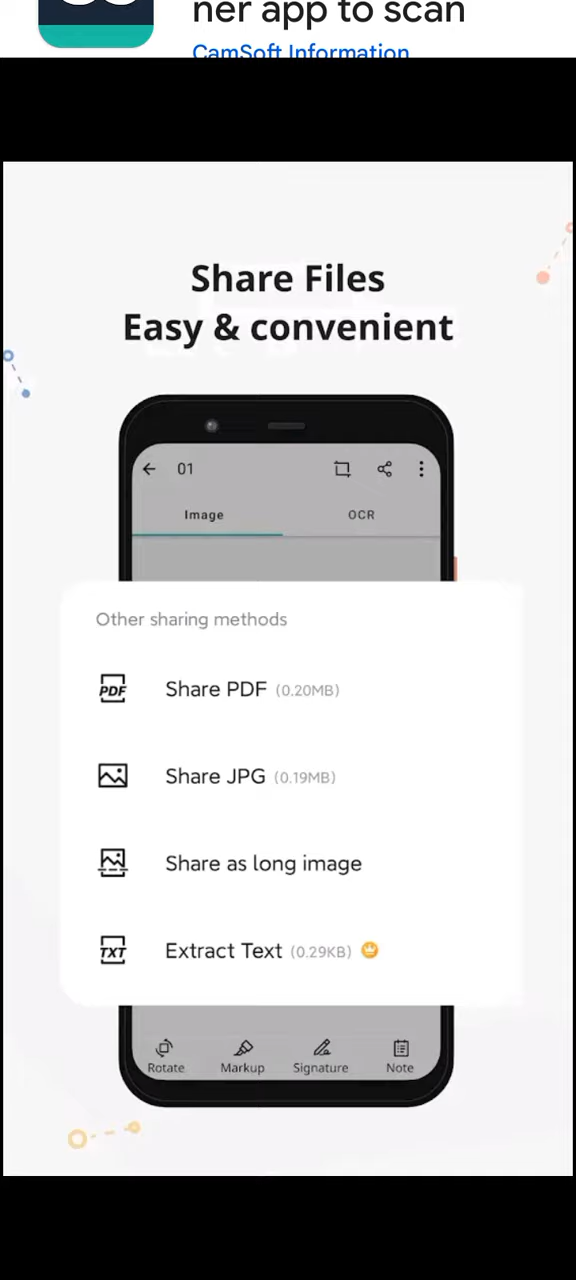 ner app to scan
CamSoft Information
Share Files
Easy & convenient
01
Image
OCR
Other sharing methods
PDF Share PDF (0.20MB)
Share JPG (0.19MB)
Share as long image
TXT Extract Text (0.29KB)
Rotate
Markup
Signature
Note